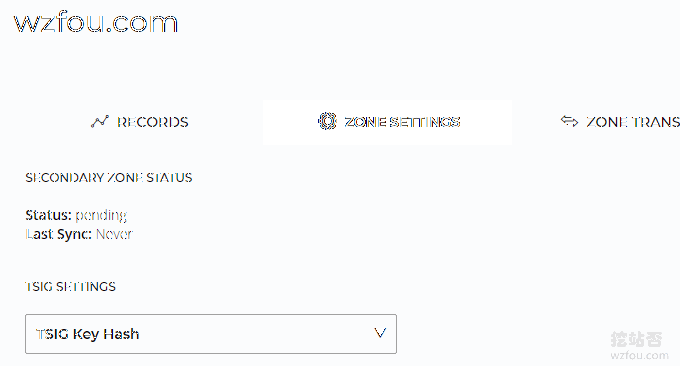 wzfou.com
RECORDS
ZONE SETTINGS
ZONE TRANS
SECONDARY ZONE STATUS
Status: pending
Last Sync: Never
TSIG SETTINGS
TSIG Key Hash
挖站否
wzfou.com